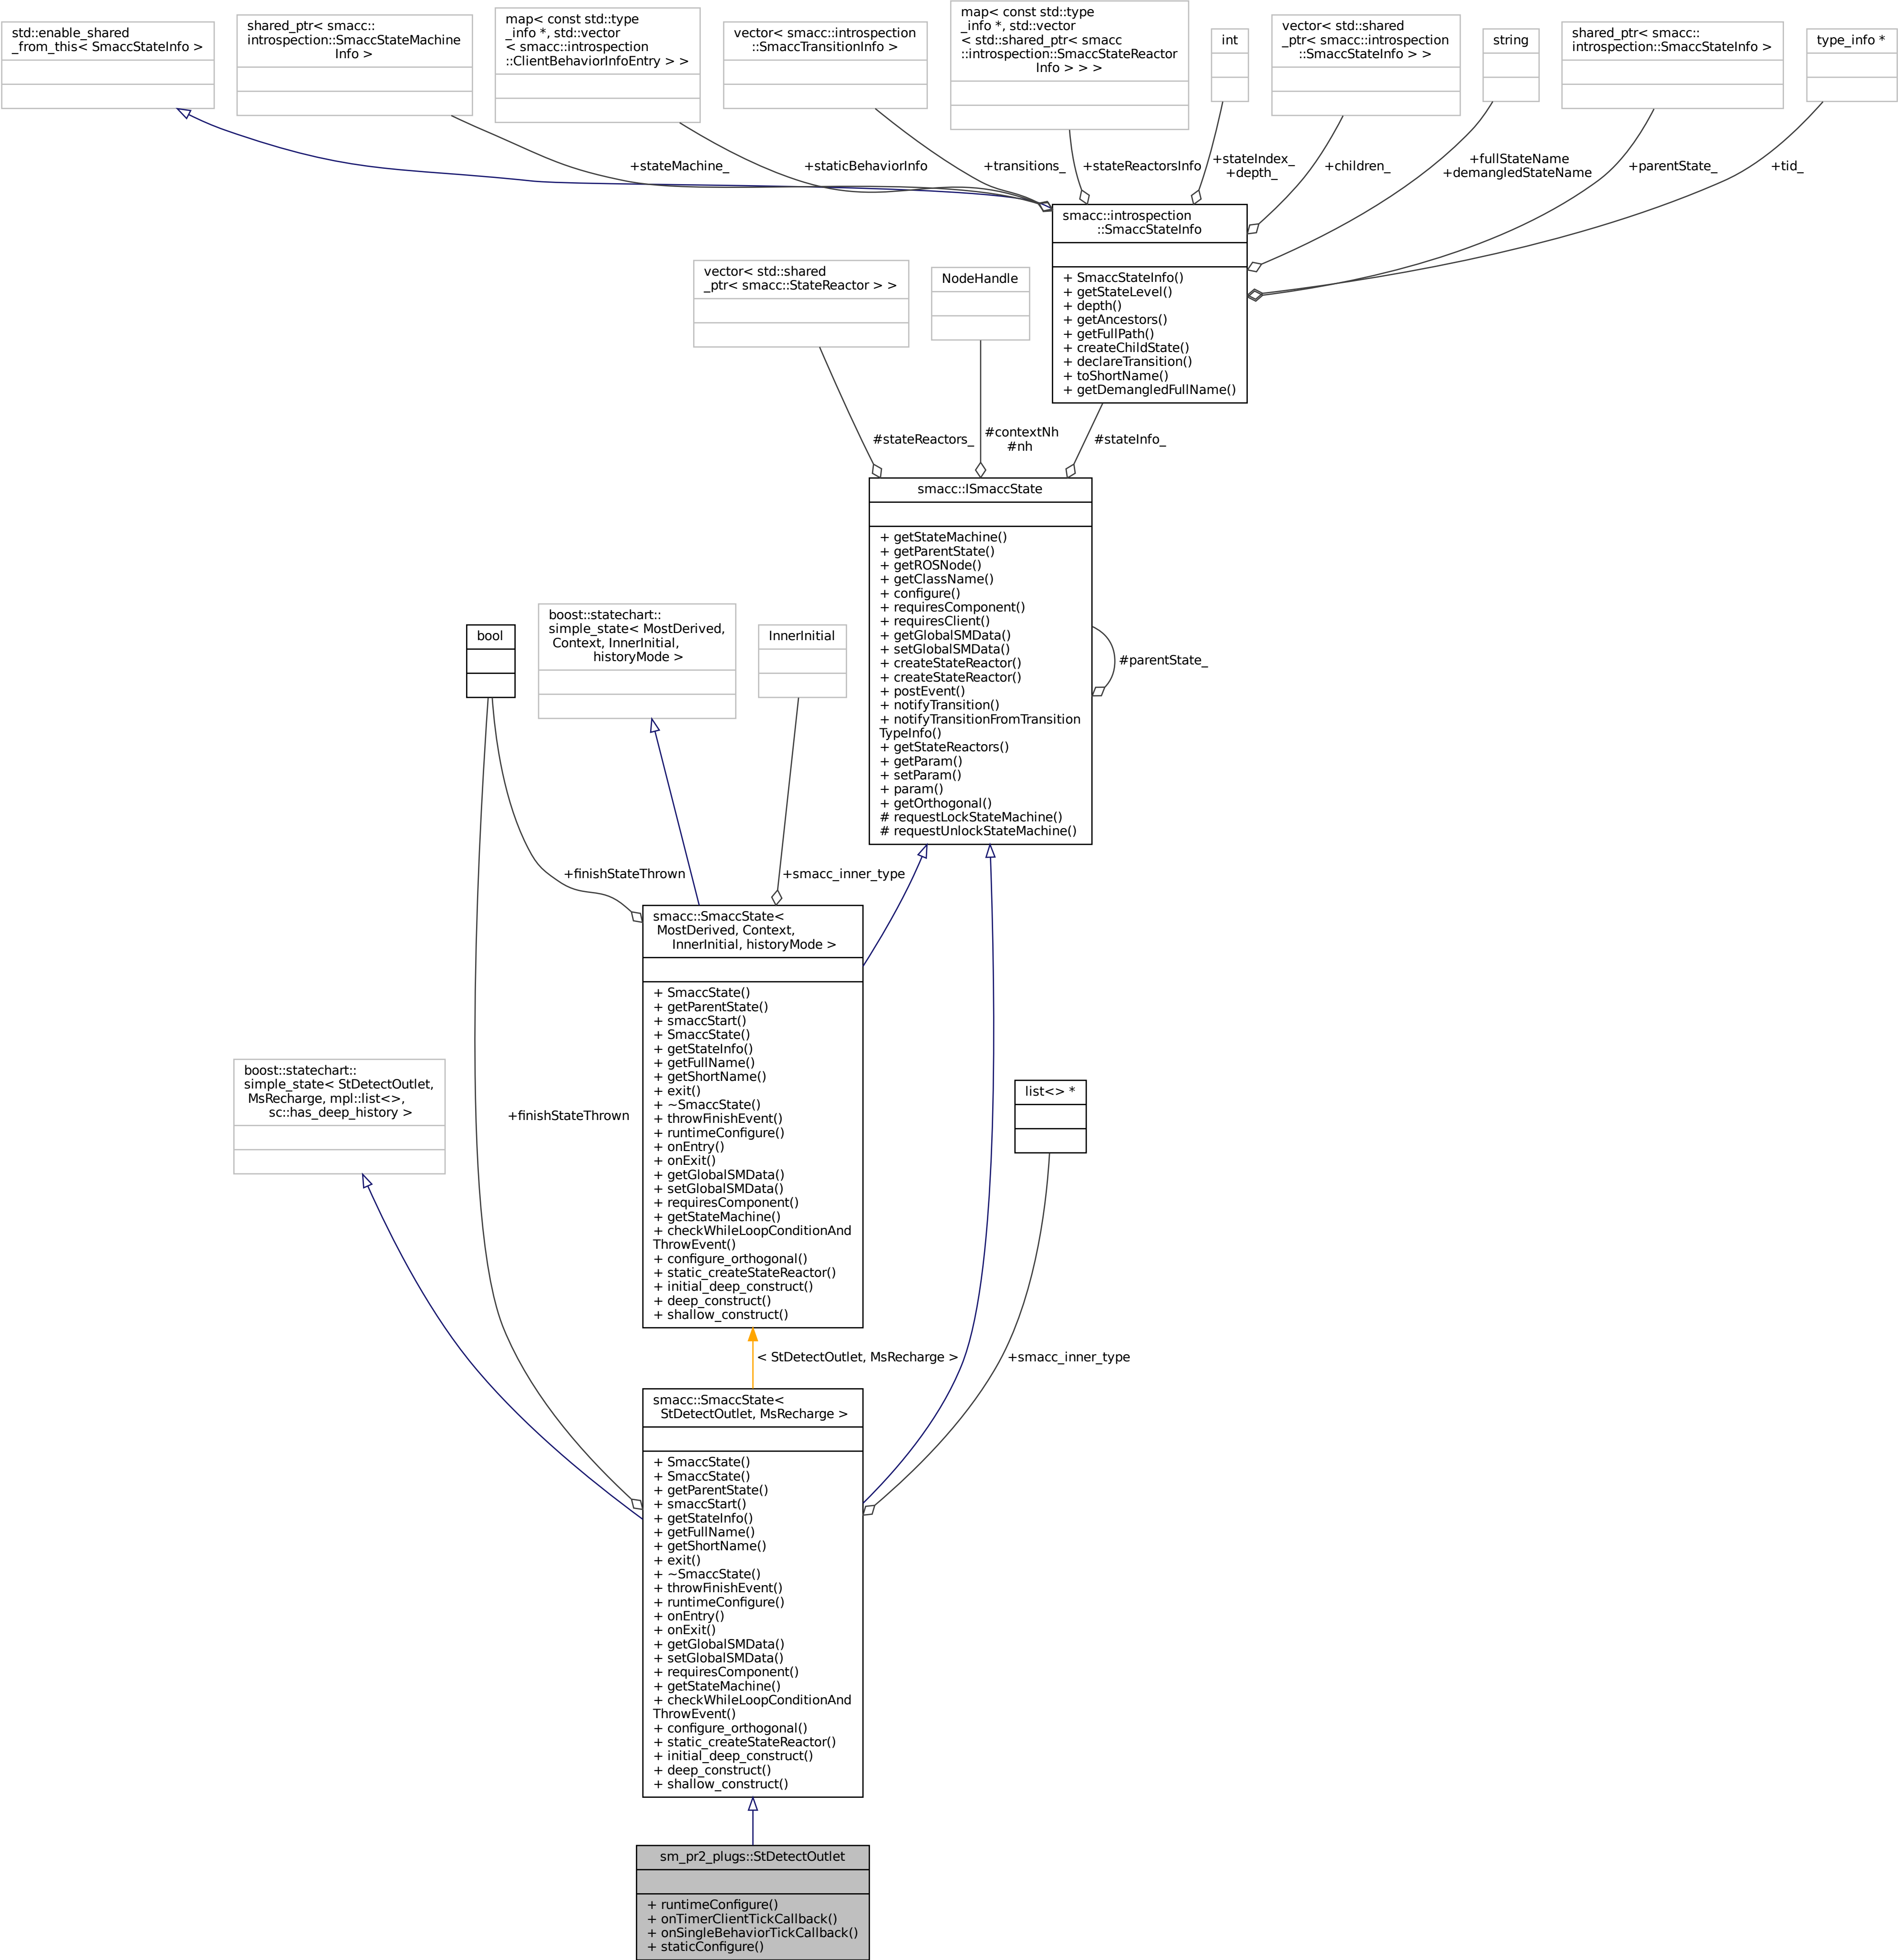 std::enable_shared
_from_this< SmaccStateInfo >
shared_ptr< smacc::
introspection::SmaccStateMachine
Info >
map< const std::type
_info *, std::vector
< smacc::introspection
::ClientBehaviorInfoEntry > >
vector< smacc::introspection
::SmaccTransitionInfo >
map< const std::type
_info *, std::vector
< std::shared_ptr< smacc
::introspection::SmaccStateReactor
Info > > >
int
vector< std::shared
_ptr< smacc::introspection
::SmaccStateInfo > >
string
shared_ptr< smacc::
introspection::SmaccStateInfo >
type_info *
+stateMachine_
+staticBehaviorInfo
+transitions_
+stateReactorsInfo
+stateIndex_
+depth_
+children_
+fullStateName
+demangledStateName
+parentState_
+tid_
smacc::introspection
::SmaccStateInfo
+ SmaccStateInfo()
+ getStateLevel()
+ depth()
+ getAncestors()
+ getFullPath()
+ createChildState()
+ declareTransition()
+ toShortName()
+ getDemangledFullName()
vector< std::shared
_ptr< smacc::StateReactor > >
NodeHandle
#stateReactors_
#contextNh
#nh
#stateInfo_
smacc::ISmaccState
+ getStateMachine()
+ getParentState()
+ getROSNode()
+ getClassName()
+ configure()
+ requiresComponent()
+ requiresClient()
+ getGlobalSMData()
+ setGlobalSMData()
+ createStateReactor()
+ createStateReactor()
+ postEvent()
+ notifyTransition()
+ notifyTransitionFromTransition
TypeInfo()
+ getStateReactors()
+ getParam()
+ setParam()
+ param()
+ getOrthogonal()
# requestLockStateMachine()
# requestUnlockStateMachine()
#parentState_
bool
boost::statechart::
simple_state< MostDerived,
Context, InnerInitial,
historyMode >
InnerInitial
+finishStateThrown
+smacc_inner_type
smacc::SmaccState<
MostDerived, Context,
InnerInitial, historyMode >
+ SmaccState()
+ getParentState()
+ smaccStart()
+ SmaccState()
+ getStateInfo()
+ getFullName()
+ getShortName()
+ exit()
+ ~SmaccState()
+ throwFinishEvent()
+ runtimeConfigure()
+ onEntry()
+ onExit()
+ getGlobalSMData()
+ setGlobalSMData()
+ requiresComponent()
+ getStateMachine()
+ checkWhileLoopConditionAnd
ThrowEvent()
+ configure_orthogonal()
+ static_createStateReactor()
+ initial_deep_construct()
+ deep_construct()
+ shallow_construct()
boost::statechart::
simple_state< StDetectOutlet,
MsRecharge, mpl::list<>,
sc::has_deep_history >
+finishStateThrown
list<> *
< StDetectOutlet, MsRecharge >
+smacc_inner_type
smacc::SmaccState<
StDetectOutlet, MsRecharge >
+ SmaccState()
+ SmaccState()
+ getParentState()
+ smaccStart()
+ getStateInfo()
+ getFullName()
+ getShortName()
+ exit()
+ ~SmaccState()
+ throwFinishEvent()
+ runtimeConfigure()
+ onEntry()
+ onExit()
+ getGlobalSMData()
+ setGlobalSMData()
+ requiresComponent()
+ getStateMachine()
+ checkWhileLoopConditionAnd
ThrowEvent()
+ configure_orthogonal()
+ static_createStateReactor()
+ initial_deep_construct()
+ deep_construct()
+ shallow_construct()
sm_pr2_plugs::StDetectOutlet
+ runtimeConfigure()
+ onTimerClientTickCallback()
+ onSingleBehaviorTickCallback()
+ staticConfigure()